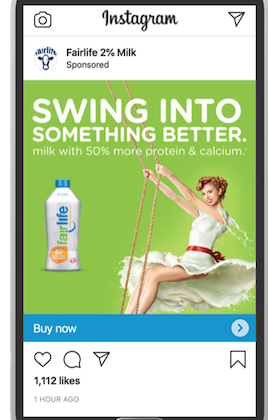 Instagram
fairlife
Fairlife 2% Milk
Sponsored
SWING INTO
SOMETHING BETTER.
milk with 50% more protein & calcium.*
fairlife
Buy now
1,112 likes
1 HOUR AGO